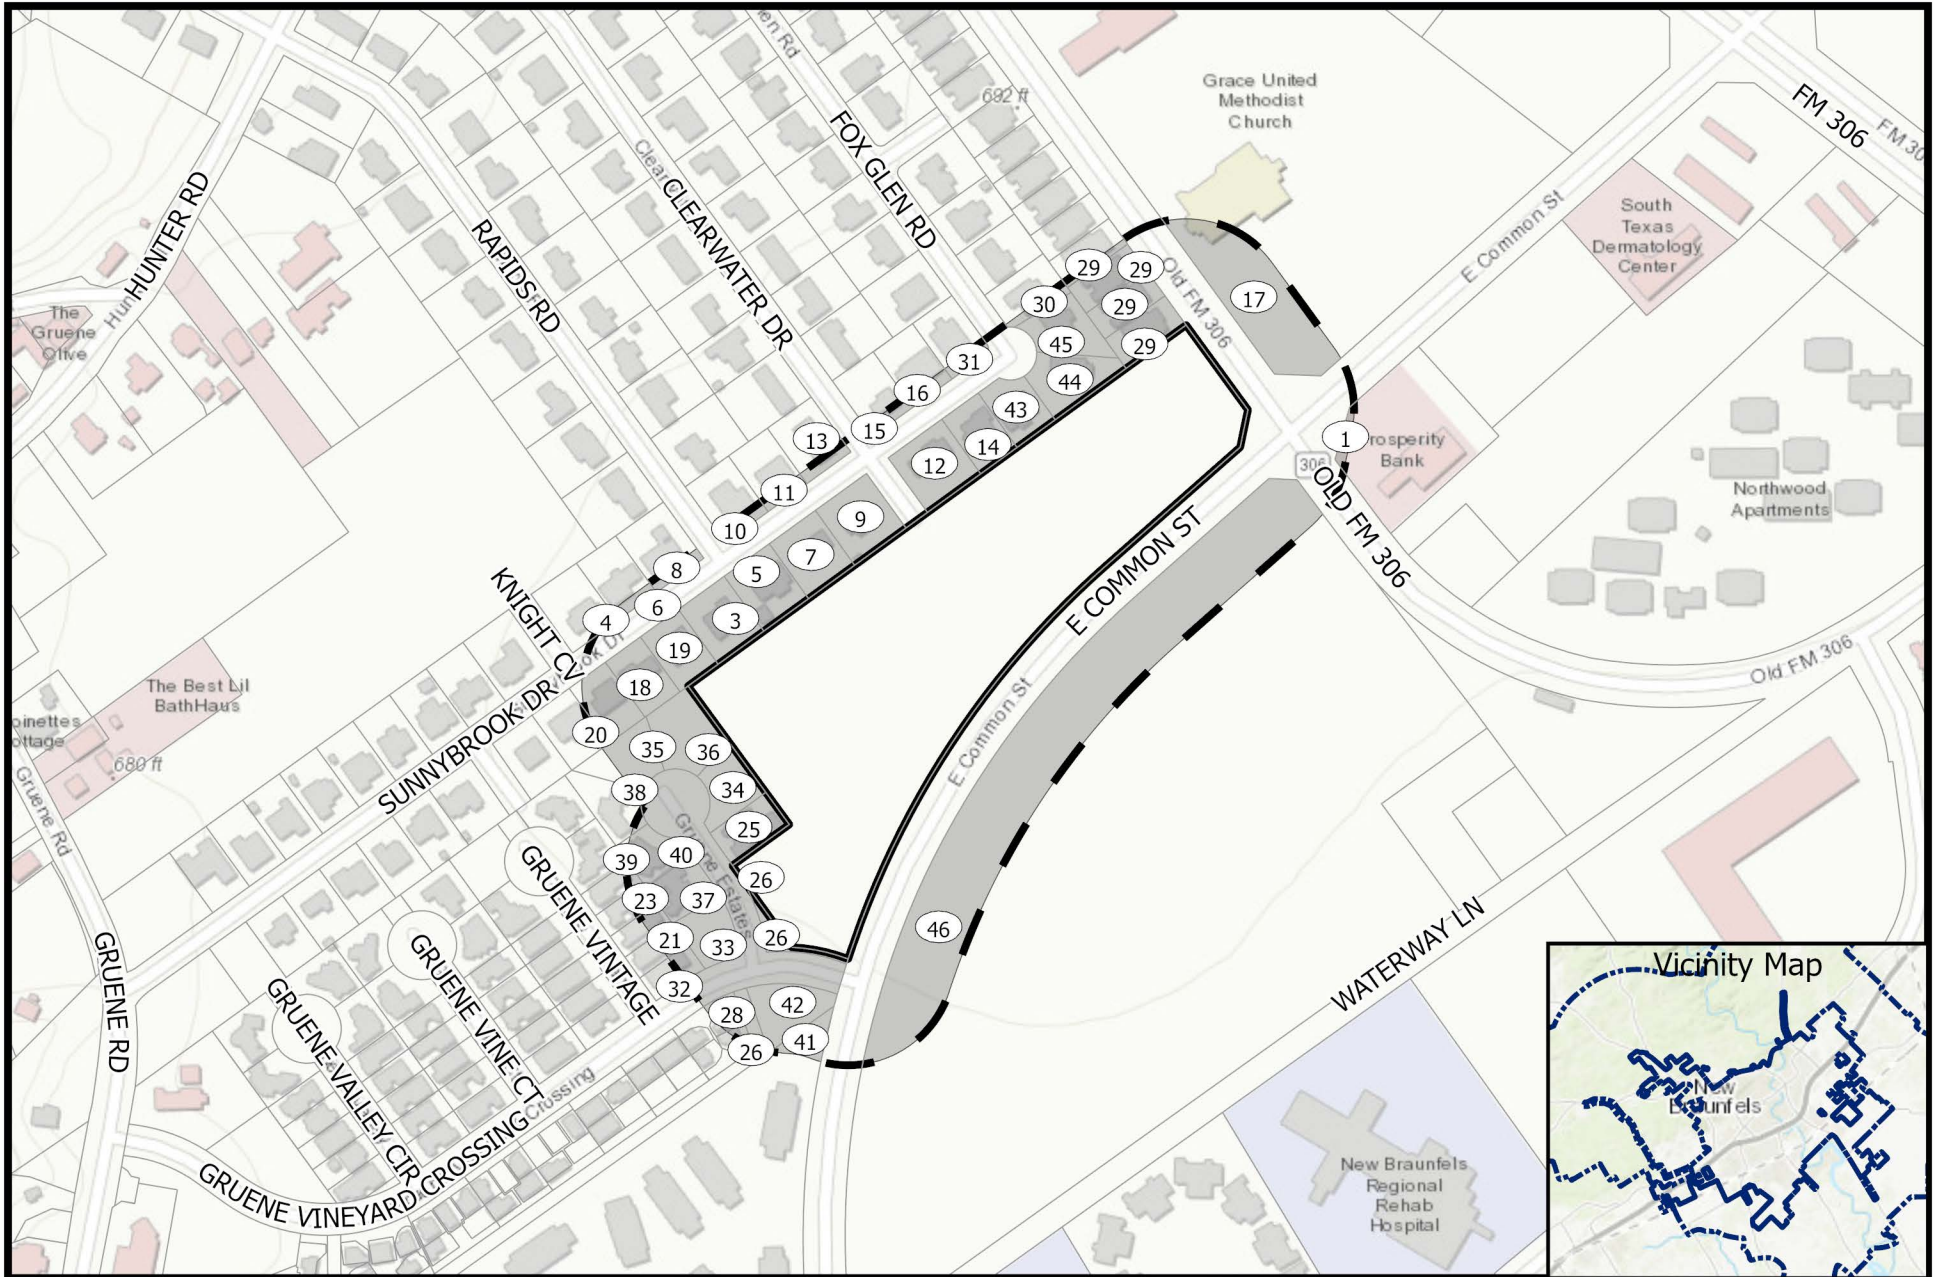 692 ft
Grace United
Methodist
Church
FM 306
HUNTER RD
RAPIDS RD
CLEARWATER DR
FOX GLEN RD
E Common St
South
Texas
Dermatology
Center
The
Gruene
Olive
Old FM 306
29
29
29
30
17
29
45
31
44
16
43
15
13
14
12
1
Prosperity
Bank
306
OLD FM 306
Northwood
Apartments
11
10
9
7
5
8
6
4
3
19
18
20
35
36
34
38
25
40
39
26
23
37
21
33
26
32
28
42
41
26
46
KNIGHT CV
E COMMON ST
E Common St
Old FM 306
The Best Lil
BathHaus
680 ft
Gruene Rd
SUNNYBROOK DR
Gruene Estates
GRUENE VINTAGE
GRUENE VINE CT
GRUENE VALLEY CIR
GRUENE RD
GRUENE VINEYARD CROSSING
Crossing
WATERWAY LN
New Braunfels
Regional
Rehab
Hospital
Vicinity Map
New
Braunfels